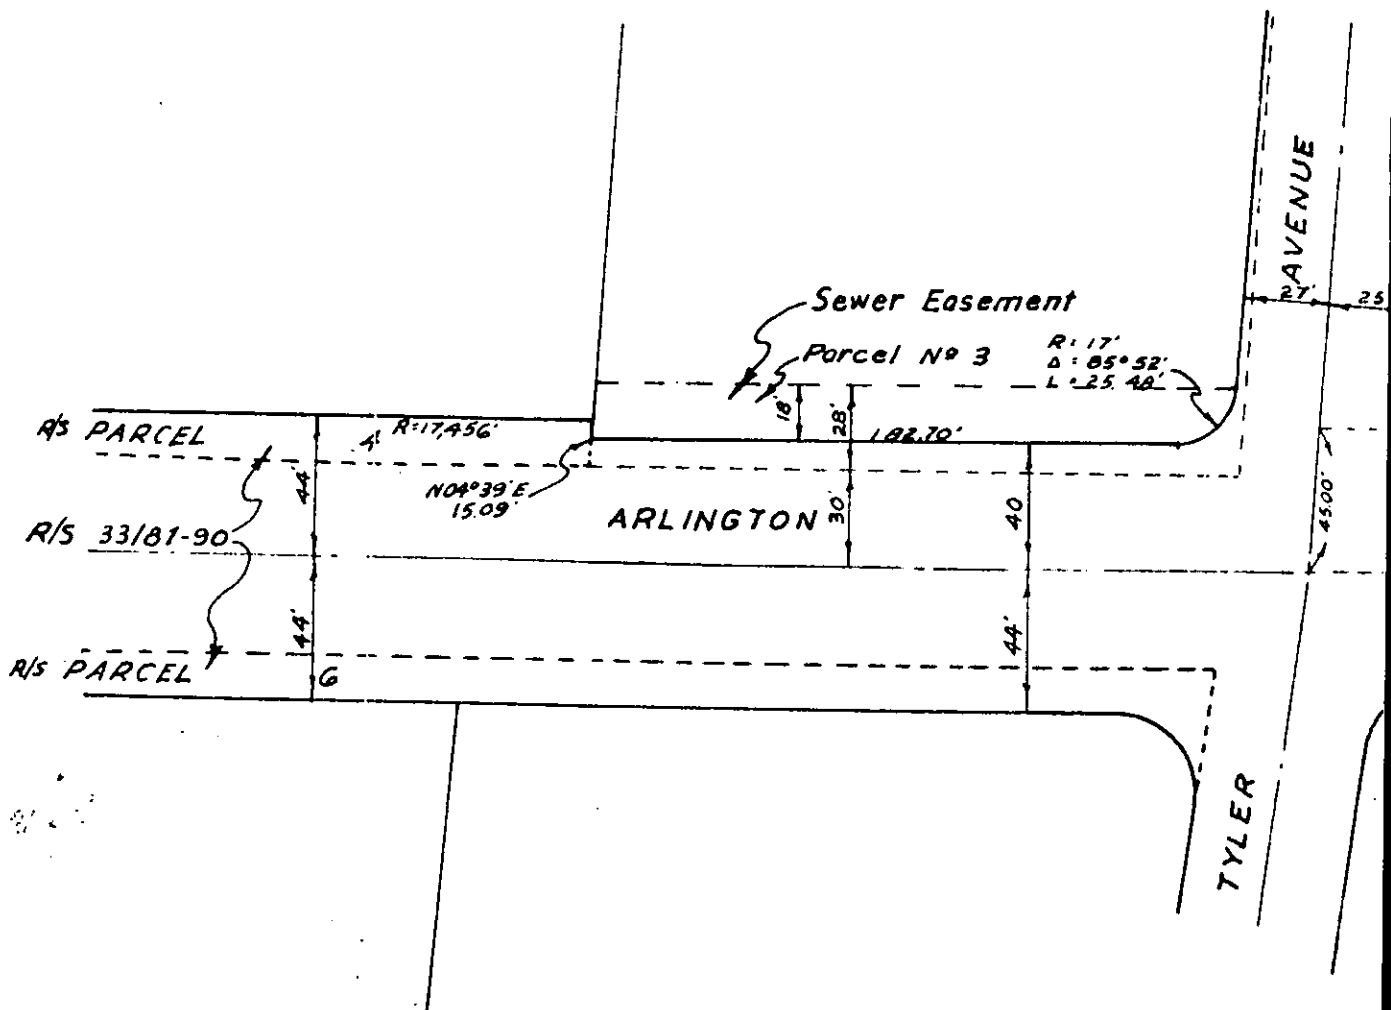 AVENUE
27'
25
Sewer Easement
Parcel Nº 3
R: 17'
Δ: 85° 52'
L: 25.48'
18'
28'
R/S PARCEL
4'
R:17,456'
182.70'
44'
N04°39'E
15.09'
ARLINGTON
30'
40
45.00'
R/S 33/81-90
44'
44'
R/S PARCEL
6
TYLER